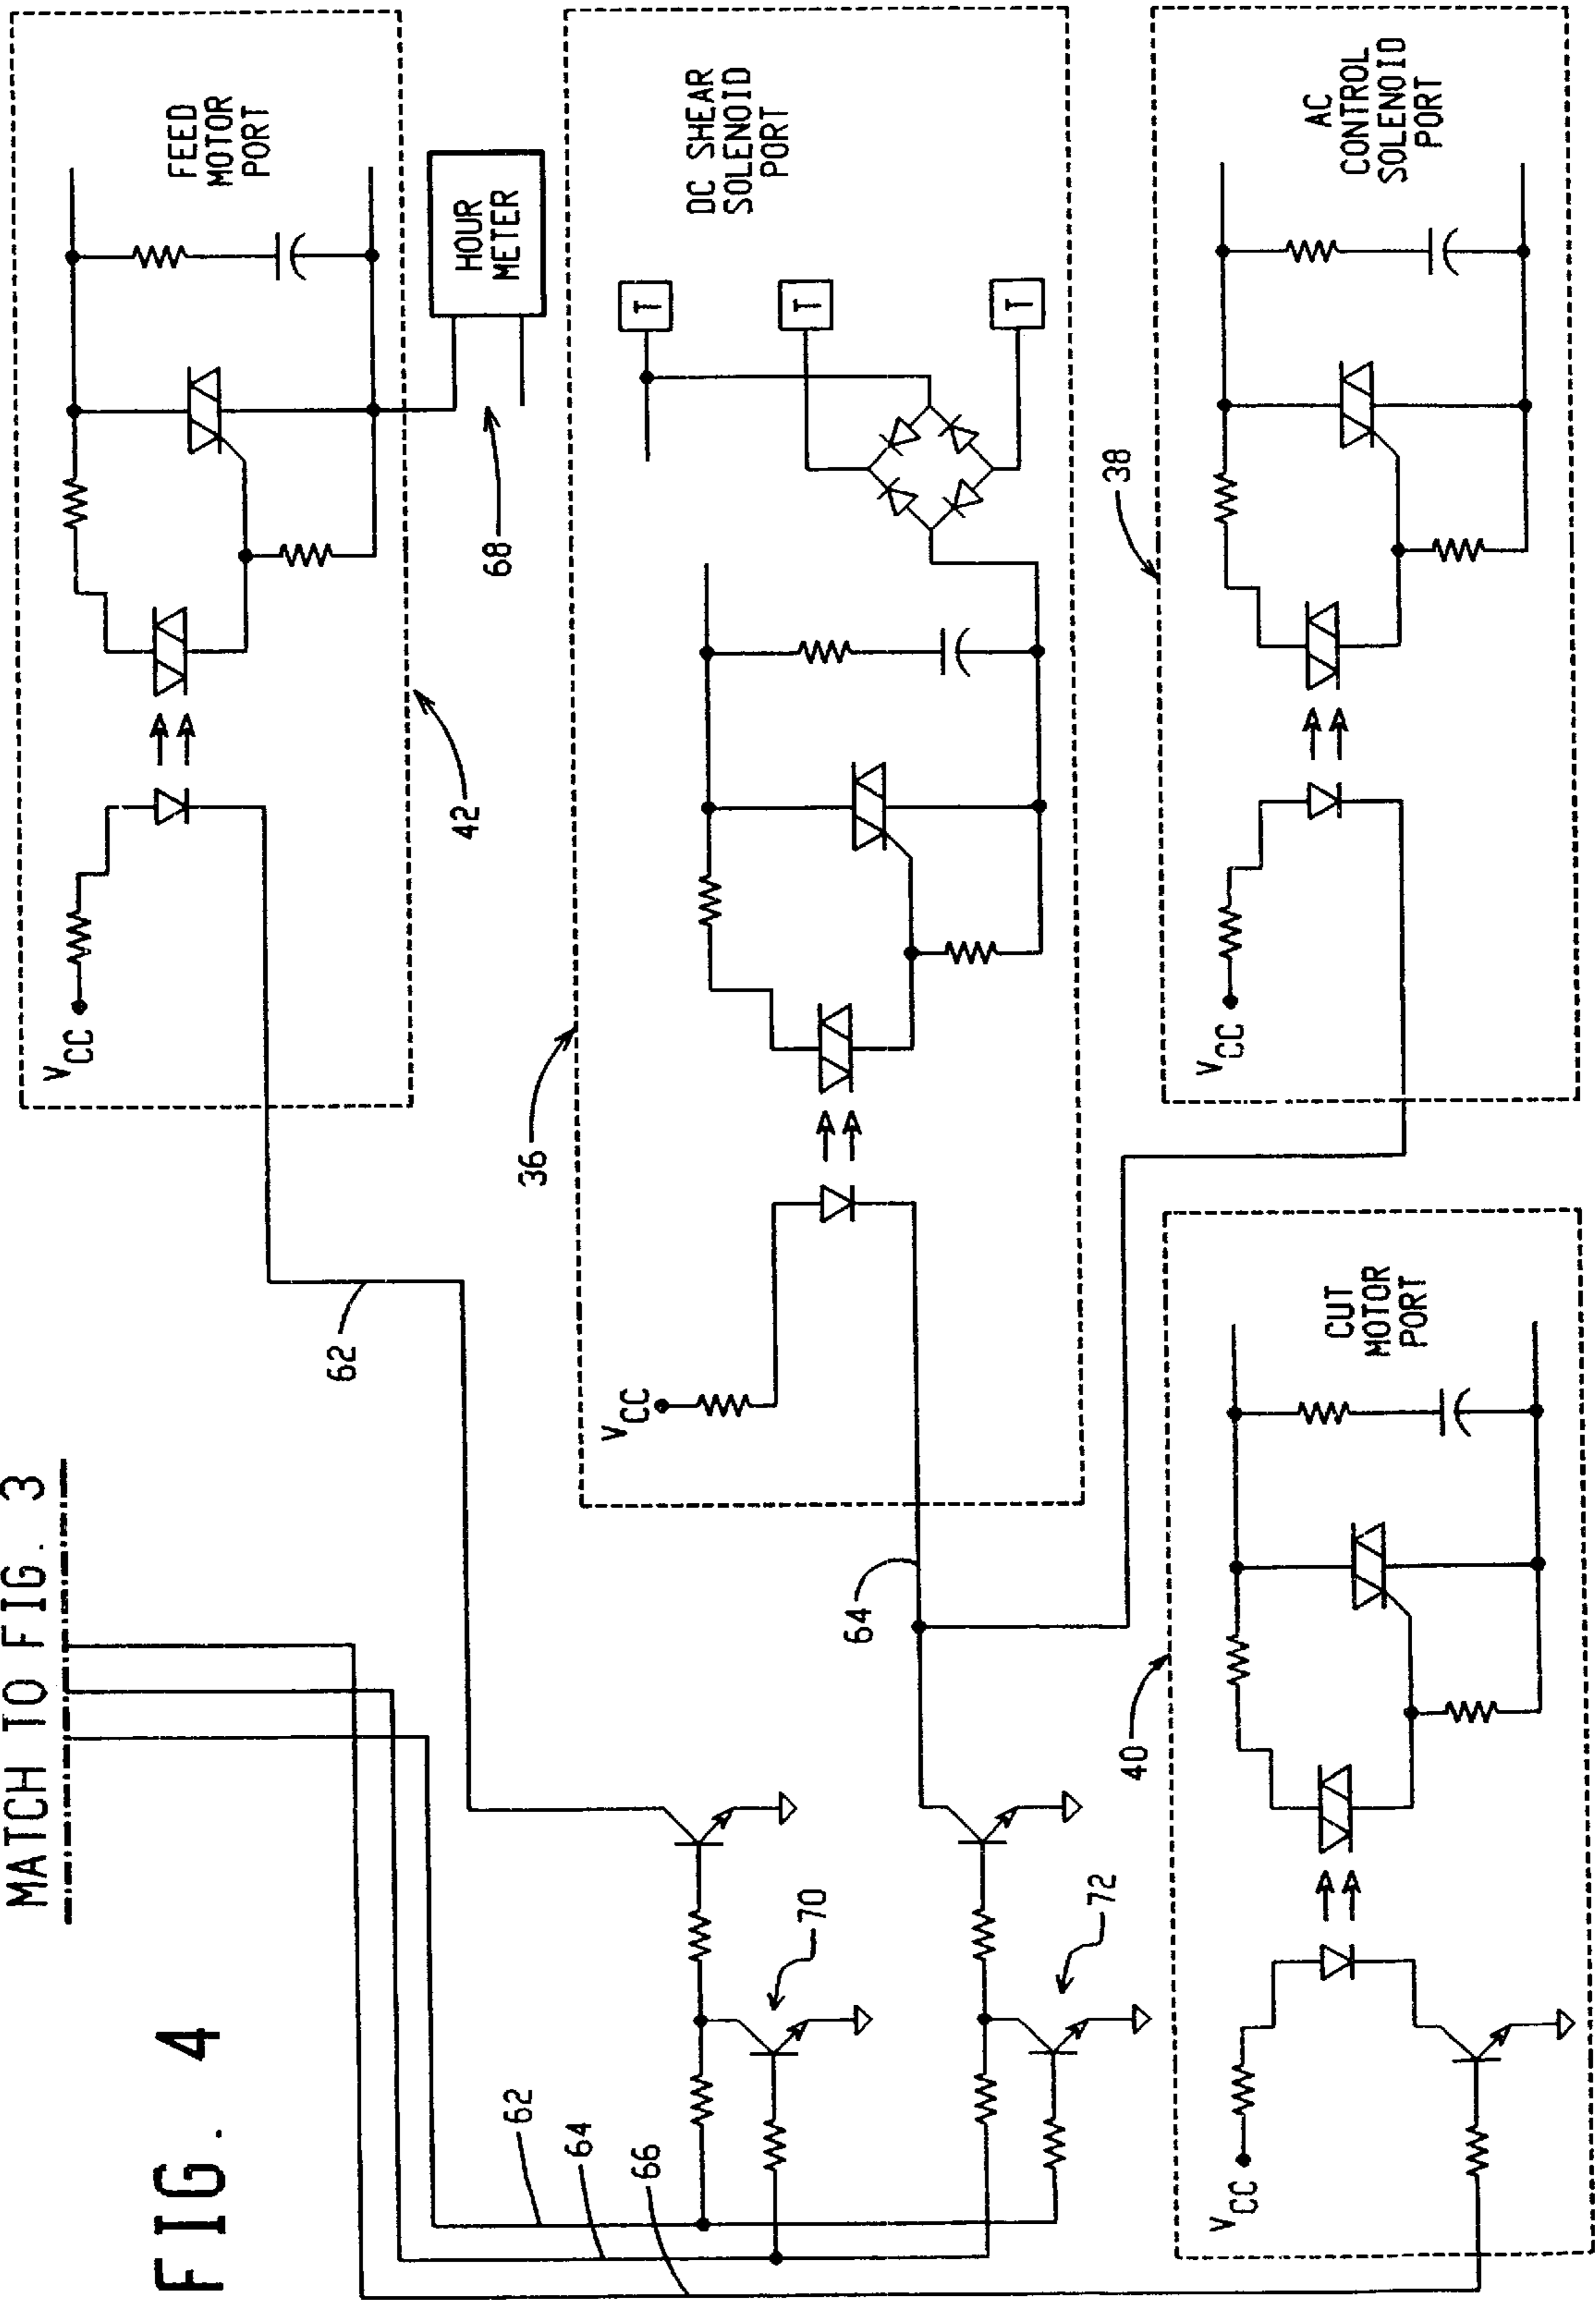 FIG. 4
MATCH TO FIG. 3
62
64
66
70
72
62
64
VCC
42
FEED
MOTOR
PORT
68
HOUR
METER
36
VCC
DC SHEAR
SOLENOID
PORT
T
T
T
38
VCC
AC
CONTROL
SOLENOID
PORT
40
VCC
CUT
MOTOR
PORT